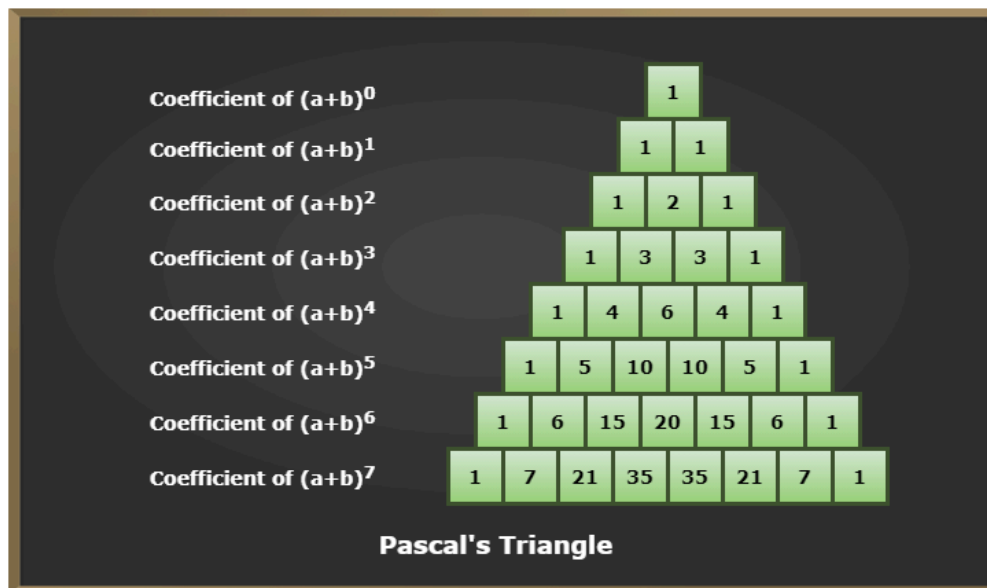 Coefficient of (a+b)⁰ 1
Coefficient of (a+b)¹ 1 1
Coefficient of (a+b)² 1 2 1
Coefficient of (a+b)³ 1 3 3 1
Coefficient of (a+b)⁴ 1 4 6 4 1
Coefficient of (a+b)⁵ 1 5 10 10 5 1
Coefficient of (a+b)⁶ 1 6 15 20 15 6 1
Coefficient of (a+b)⁷ 1 7 21 35 35 21 7 1
Pascal's Triangle